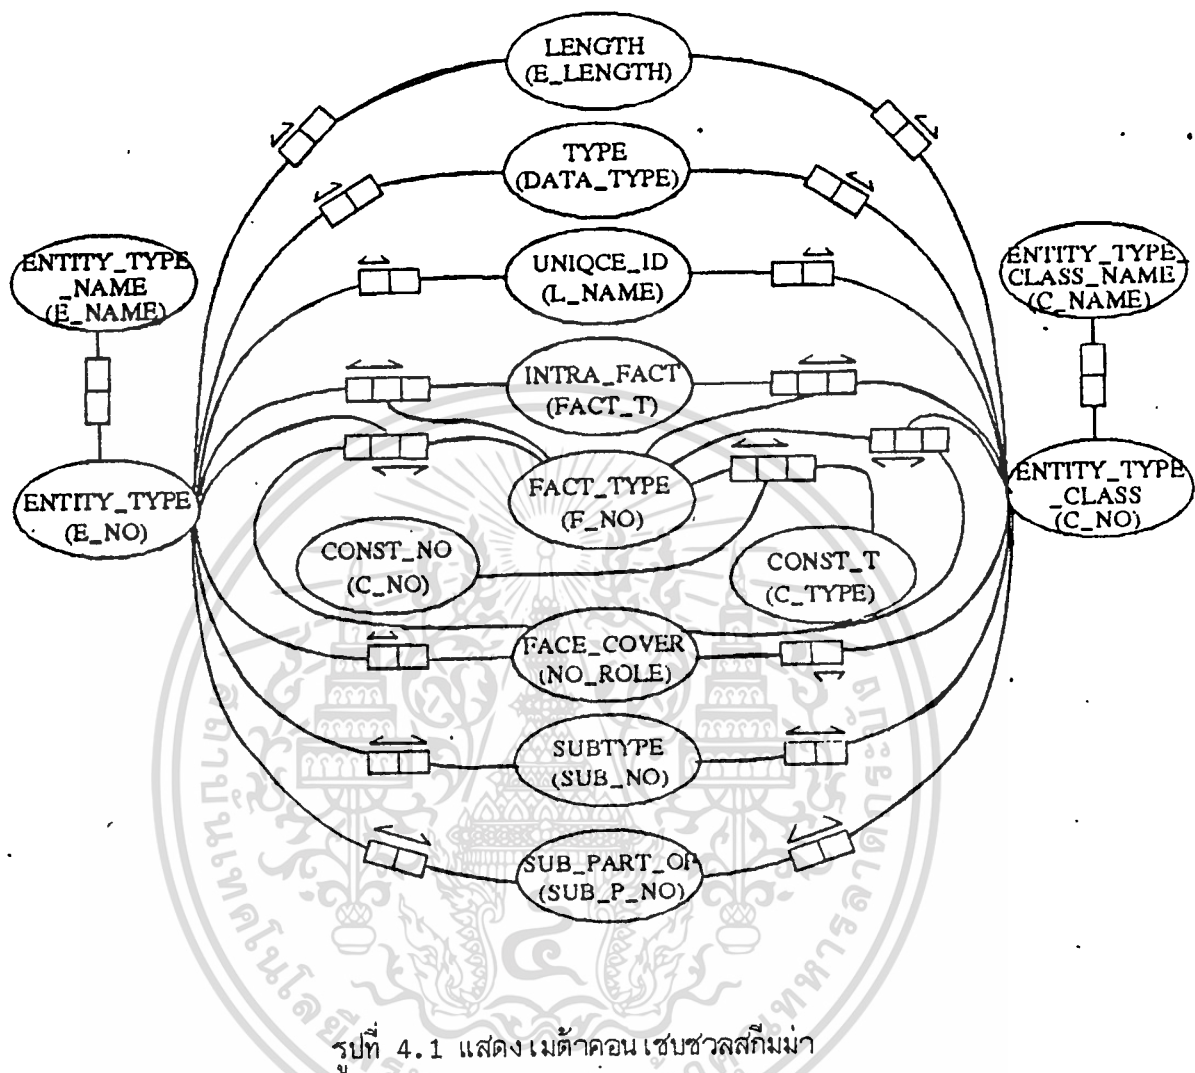 LENGTH
(E_LENGTH)
TYPE
(DATA_TYPE)
ENTITY_TYPE
_NAME
(E_NAME)
UNIQCE_ID
(L_NAME)
ENTITY_TYPE_
CLASS_NAME
(C_NAME)
INTRA_FACT
(FACT_T)
ENTITY_TYPE
(E_NO)
FACT_TYPE
(F_NO)
ENTITY_TYPE
_CLASS
(C_NO)
CONST_NO
(C_NO)
CONST_T
(C_TYPE)
FACE_COVER
(NO_ROLE)
SUBTYPE
(SUB_NO)
SUB_PART_OF
(SUB_P_NO)
รูปที่ 4.1 แสดงเมต้าคอนเซบชวลสกีมม่า